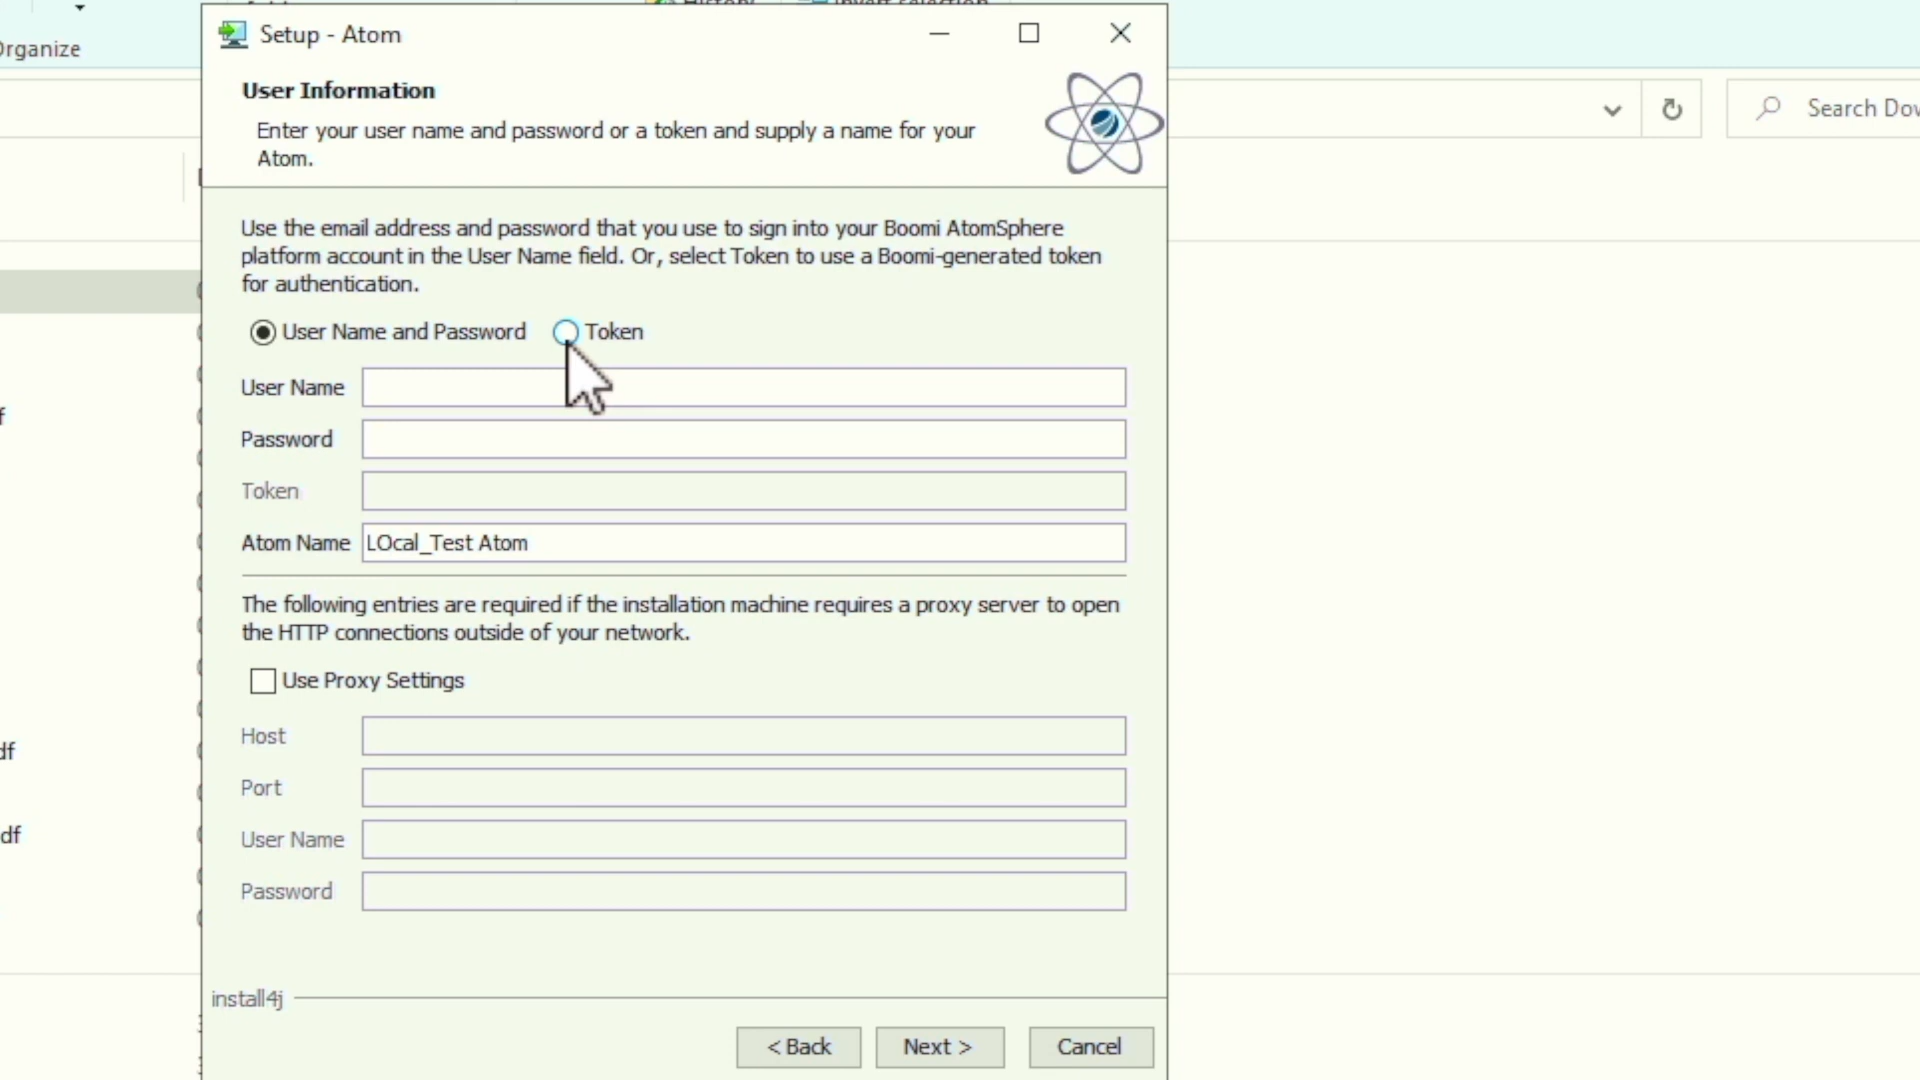 Setup - Atom
Organize
User Information
Enter your user name and password or a token and supply a name for your
Atom.
Search Dow
Use the email address and password that you use to sign into your Boomi AtomSphere
platform account in the User Name field. Or, select Token to use a Boomi-generated token
for authentication.
User Name and Password Token
User Name
Password
Token
Atom Name LOcal_Test Atom
The following entries are required if the installation machine requires a proxy server to open
the HTTP connections outside of your network.
Use Proxy Settings
Host
Port
df
User Name
df
Password
install4j
< Back Next > Cancel